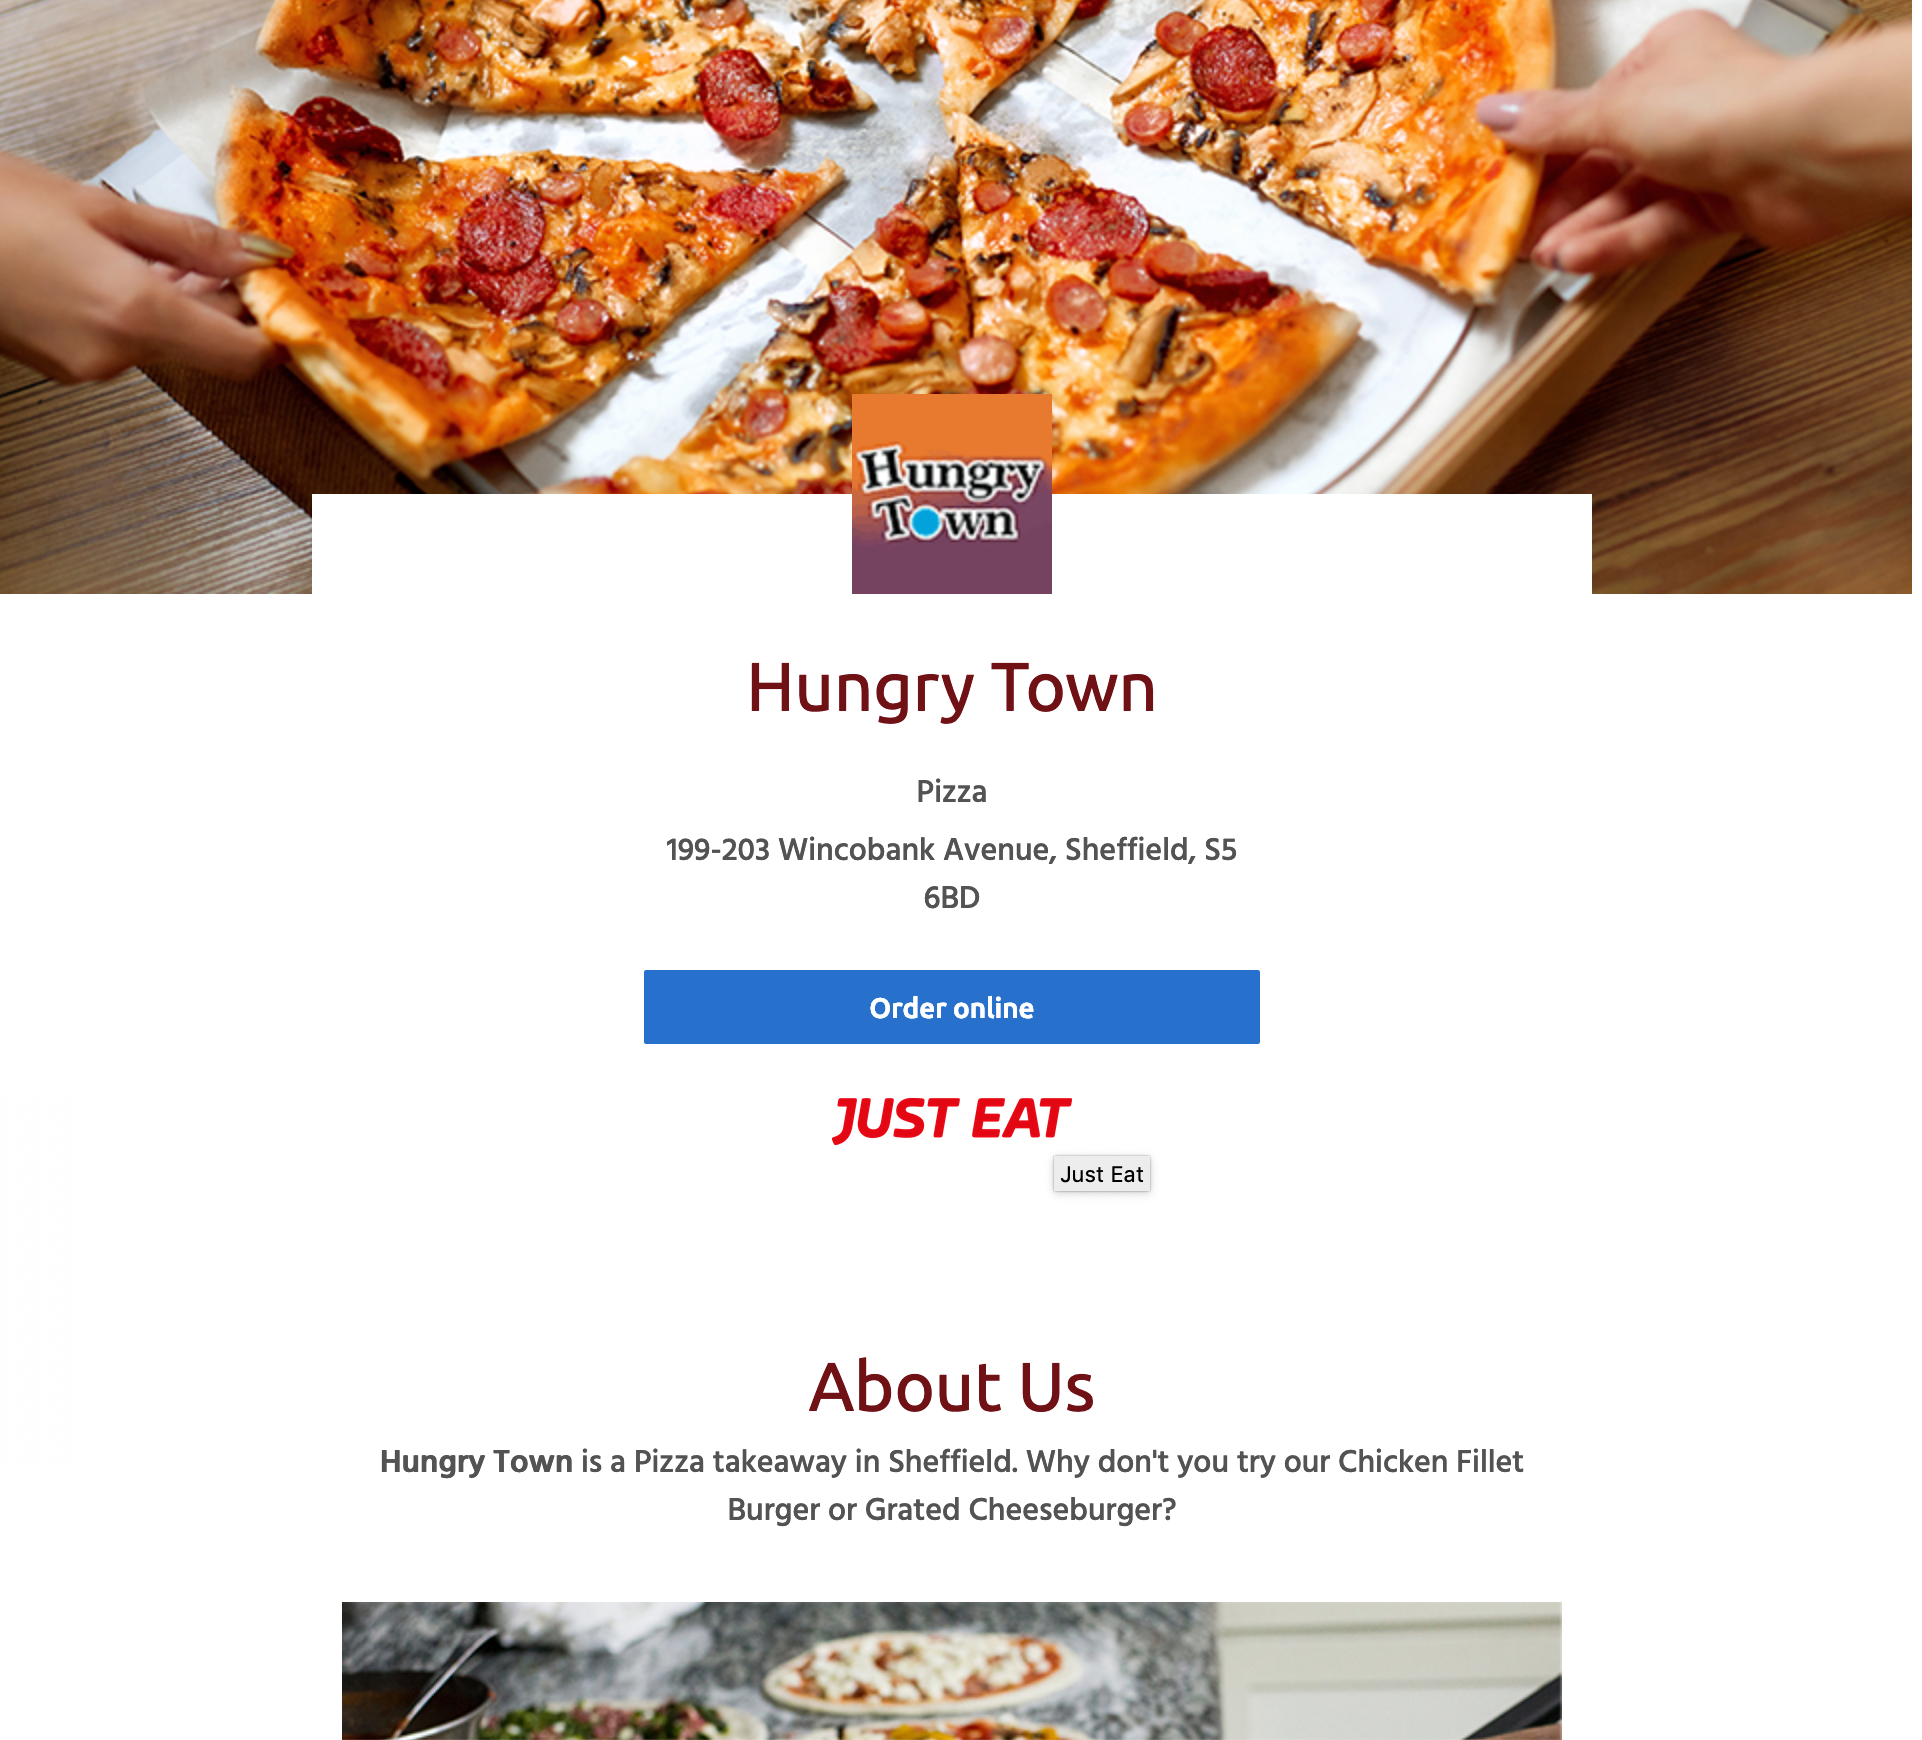 Hungry
Town
Hungry Town
Pizza
199-203 Wincobank Avenue, Sheffield, S5
6BD
Order online
JUST EAT
Just Eat
About Us
Hungry Town is a Pizza takeaway in Sheffield. Why don't you try our Chicken Fillet
Burger or Grated Cheeseburger?